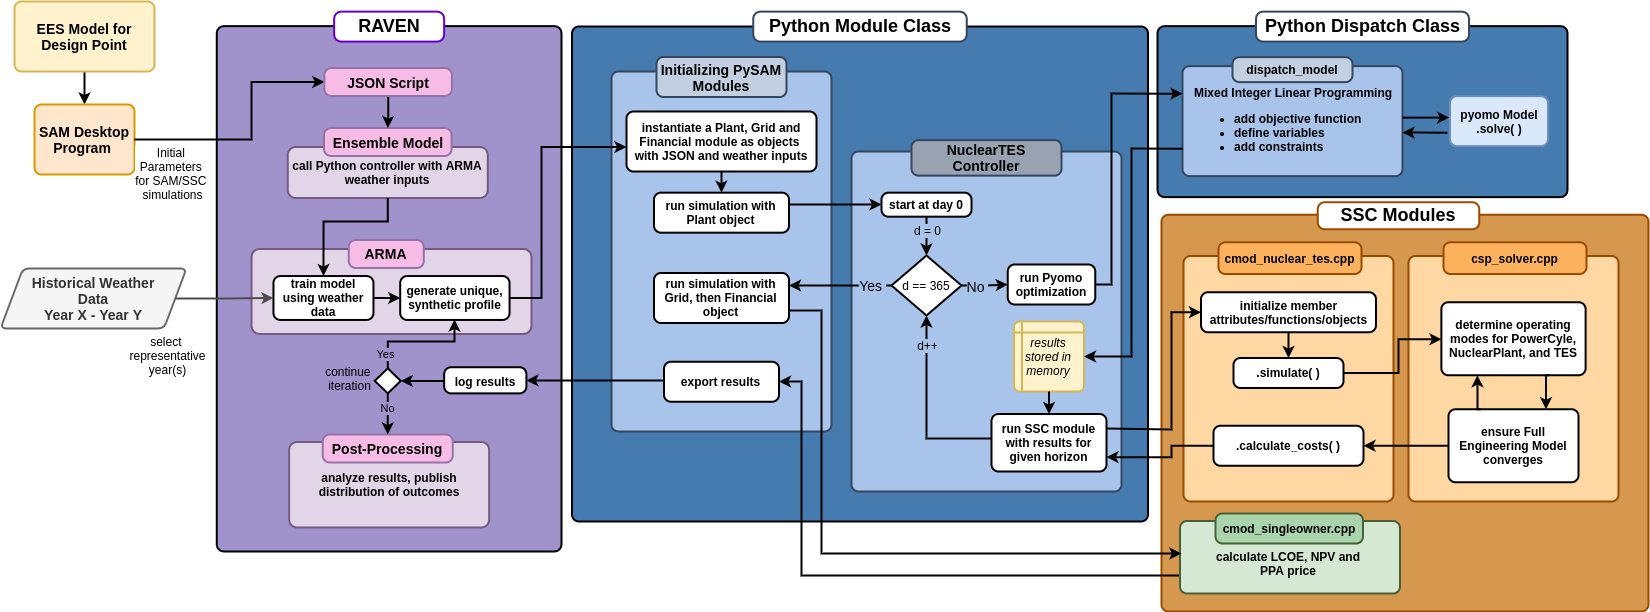 EES Model for
Design Point
SAM Desktop
Program
Initial
Parameters
for SAM/SSC
simulations
Historical Weather
Data
Year X - Year Y
select
representative
year(s)
RAVEN
JSON Script
Ensemble Model
call Python controller with ARMA
weather inputs
ARMA
train model
using weather
data
generate unique,
synthetic profile
Yes
continue
iteration
log results
No
Post-Processing
analyze results, publish
distribution of outcomes
Python Module Class
Initializing PySAM
Modules
instantiate a Plant, Grid and
Financial module as objects
with JSON and weather inputs
run simulation with
Plant object
run simulation with
Grid, then Financial
object
export results
NuclearTES
Controller
start at day 0
d = 0
d == 365
Yes
No
run Pyomo
optimization
d++
results
stored in
memory
run SSC module
with results for
given horizon
Python Dispatch Class
dispatch_model
Mixed Integer Linear Programming
• add objective function
• define variables
• add constraints
pyomo Model
.solve( )
SSC Modules
cmod_nuclear_tes.cpp
initialize member
attributes/functions/objects
.simulate( )
.calculate_costs( )
csp_solver.cpp
determine operating
modes for PowerCyle,
NuclearPlant, and TES
ensure Full
Engineering Model
converges
cmod_singleowner.cpp
calculate LCOE, NPV and
PPA price